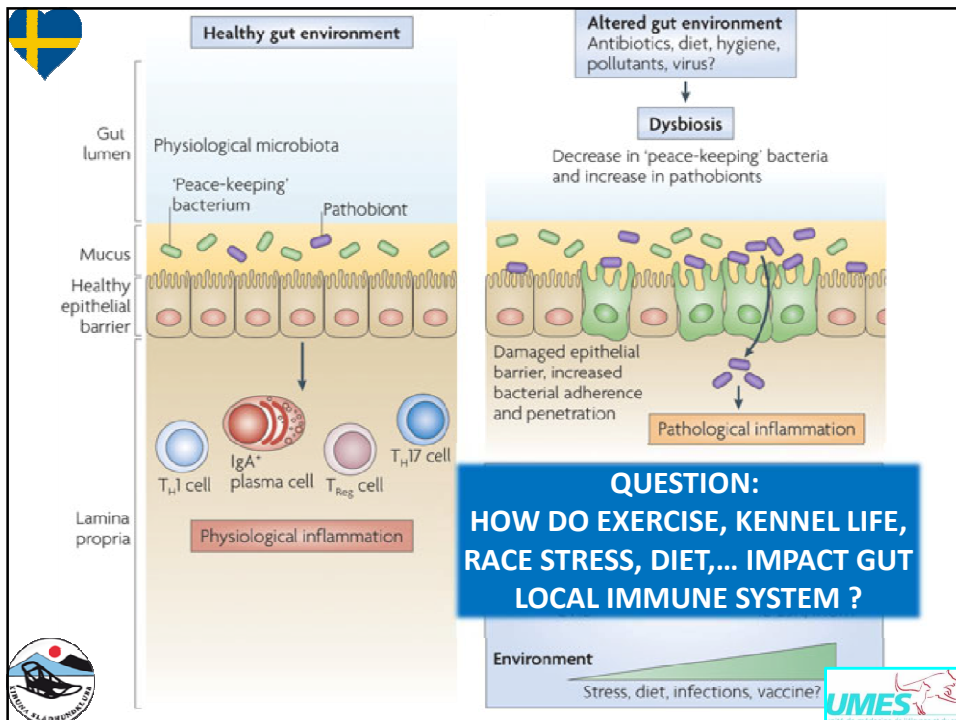 Healthy gut environment
Gut
lumen
Physiological microbiota
'Peace-keeping'
bacterium
Pathobiont
Mucus
Healthy
epithelial
barrier
TH1 cell
IgA+
plasma cell
TReg cell
TH17 cell
Lamina
propria
Physiological inflammation
Altered gut environment
Antibiotics, diet, hygiene,
pollutants, virus?
Dysbiosis
Decrease in 'peace-keeping' bacteria
and increase in pathobionts
Damaged epithelial
barrier, increased
bacterial adherence
and penetration
Pathological inflammation
QUESTION:
HOW DO EXERCISE, KENNEL LIFE,
RACE STRESS, DIET,... IMPACT GUT
LOCAL IMMUNE SYSTEM ?
Environment
Stress, diet, infections, vaccine?
KIRUNA SLÄDHUNDKLUBB
UMES